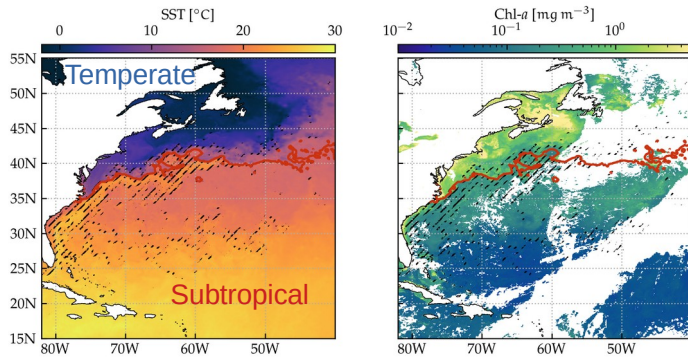 SST [°C]
0 10 20 30
55N
50N
45N
40N
35N
30N
25N
20N
15N
80W 70W 60W 50W
Temperate
Subtropical
Chl-a [mg m⁻³]
10⁻² 10⁻¹ 10⁰
80W 70W 60W 50W